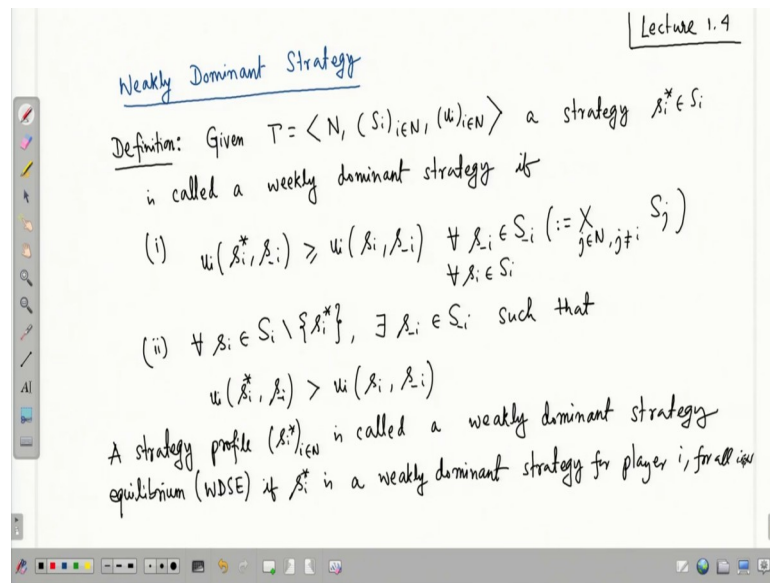 Lecture 1.4
Weakly Dominant Strategy
Definition: Given Γ = < N, (Si)i∈N, (ui)i∈N > a strategy si* ∈ Si
is called a weekly dominant strategy if
(i) ui(si*, s-i) ⩾ ui(si, s-i) ∀ s-i ∈ S-i (:= X j∈N, j≠i Sj)
∀ si ∈ Si
(ii) ∀ si ∈ Si \ {si*}, ∃ s-i ∈ S-i such that
ui(si*, s-i) > ui(si, s-i)
A strategy profile (si*)i∈N is called a weakly dominant strategy
equilibrium (WDSE) if si* is a weakly dominant strategy for player i, for all i∈N